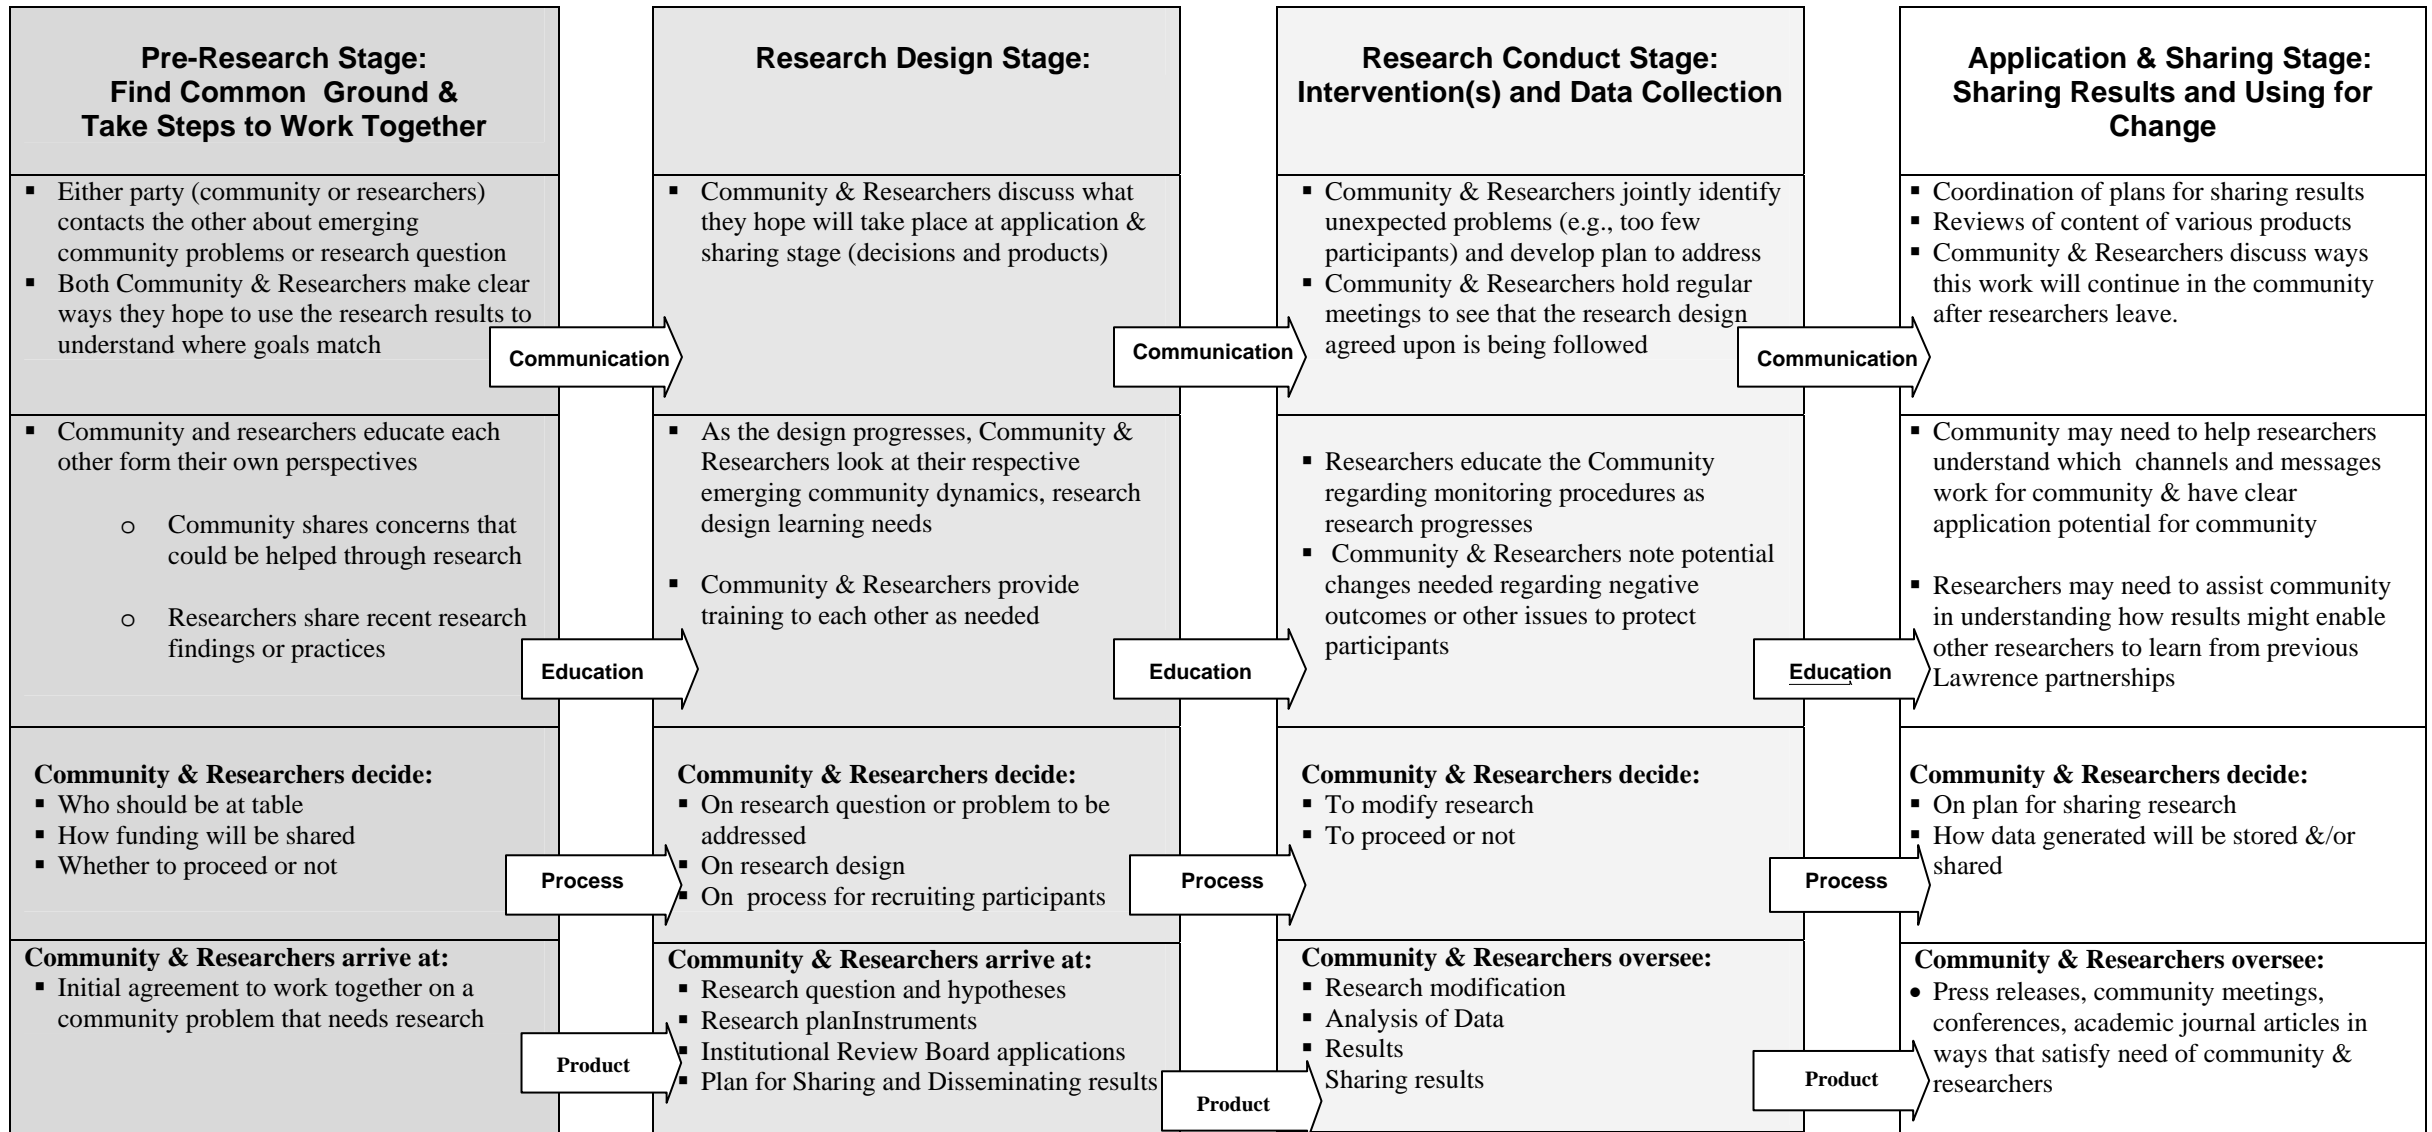 Pre-Research Stage:
Find Common Ground &
Take Steps to Work Together
Research Design Stage:
Research Conduct Stage:
Intervention(s) and Data Collection
Application & Sharing Stage:
Sharing Results and Using for
Change
▪ Either party (community or researchers)
contacts the other about emerging
community problems or research question
▪ Both Community & Researchers make clear
ways they hope to use the research results to
understand where goals match
Communication
▪ Community & Researchers discuss what
they hope will take place at application &
sharing stage (decisions and products)
Communication
▪ Community & Researchers jointly identify
unexpected problems (e.g., too few
participants) and develop plan to address
▪ Community & Researchers hold regular
meetings to see that the research design
agreed upon is being followed
Communication
▪ Coordination of plans for sharing results
▪ Reviews of content of various products
▪ Community & Researchers discuss ways
this work will continue in the community
after researchers leave.
▪ Community and researchers educate each
other form their own perspectives
o Community shares concerns that
could be helped through research
o Researchers share recent research
findings or practices
Education
▪ As the design progresses, Community &
Researchers look at their respective
emerging community dynamics, research
design learning needs
▪ Community & Researchers provide
training to each other as needed
Education
▪ Researchers educate the Community
regarding monitoring procedures as
research progresses
▪ Community & Researchers note potential
changes needed regarding negative
outcomes or other issues to protect
participants
Education
▪ Community may need to help researchers
understand which channels and messages
work for community & have clear
application potential for community
▪ Researchers may need to assist community
in understanding how results might enable
other researchers to learn from previous
Lawrence partnerships
Community & Researchers decide:
▪ Who should be at table
▪ How funding will be shared
▪ Whether to proceed or not
Process
Community & Researchers decide:
▪ On research question or problem to be
addressed
▪ On research design
▪ On process for recruiting participants
Process
Community & Researchers decide:
▪ To modify research
▪ To proceed or not
Process
Community & Researchers decide:
▪ On plan for sharing research
▪ How data generated will be stored &/or
shared
Community & Researchers arrive at:
▪ Initial agreement to work together on a
community problem that needs research
Product
Community & Researchers arrive at:
▪ Research question and hypotheses
▪ Research planInstruments
▪ Institutional Review Board applications
▪ Plan for Sharing and Disseminating results
Product
Community & Researchers oversee:
▪ Research modification
▪ Analysis of Data
▪ Results
Sharing results
Product
Community & Researchers oversee:
• Press releases, community meetings,
conferences, academic journal articles in
ways that satisfy need of community &
researchers